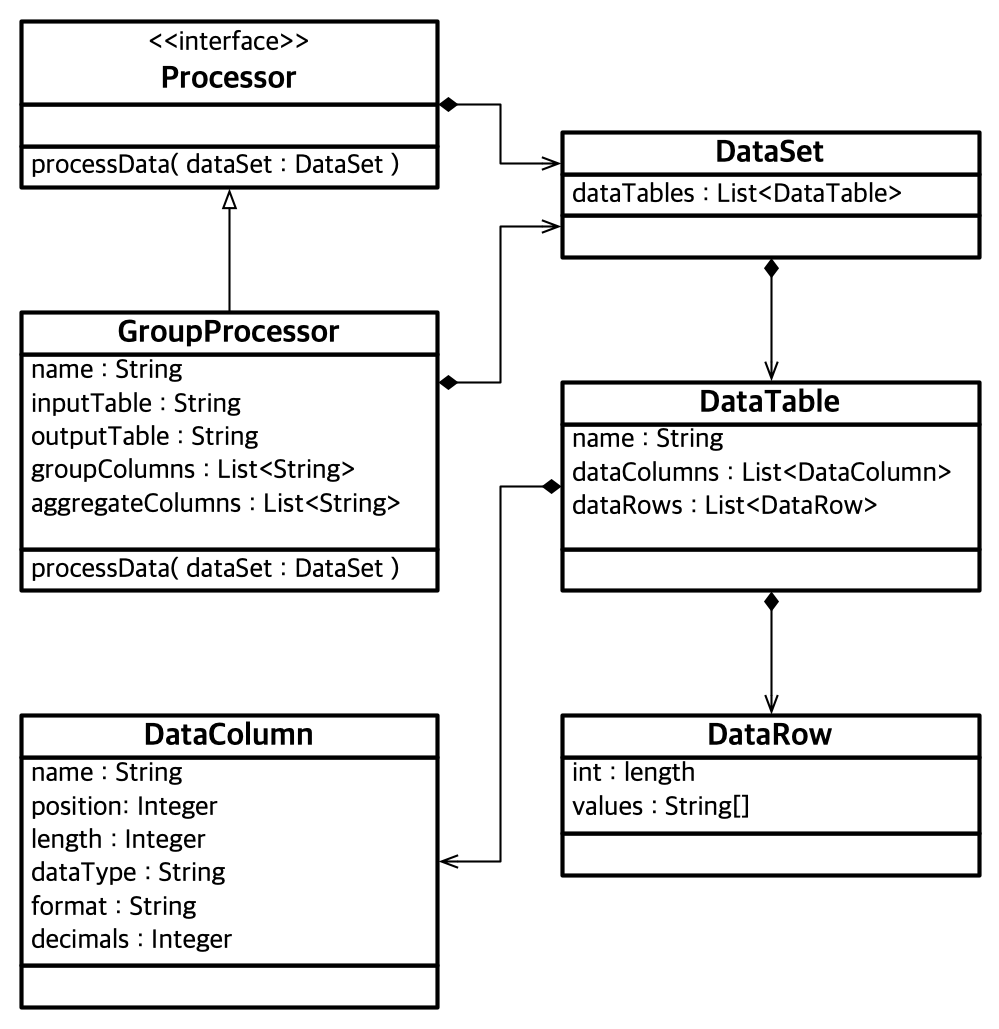 <<interface>>
Processor
processData( dataSet : DataSet )
DataSet
dataTables : List<DataTable>
GroupProcessor
name : String
inputTable : String
outputTable : String
groupColumns : List<String>
aggregateColumns : List<String>
processData( dataSet : DataSet )
DataTable
name : String
dataColumns : List<DataColumn>
dataRows : List<DataRow>
DataColumn
name : String
position: Integer
length : Integer
dataType : String
format : String
decimals : Integer
DataRow
int : length
values : String[]